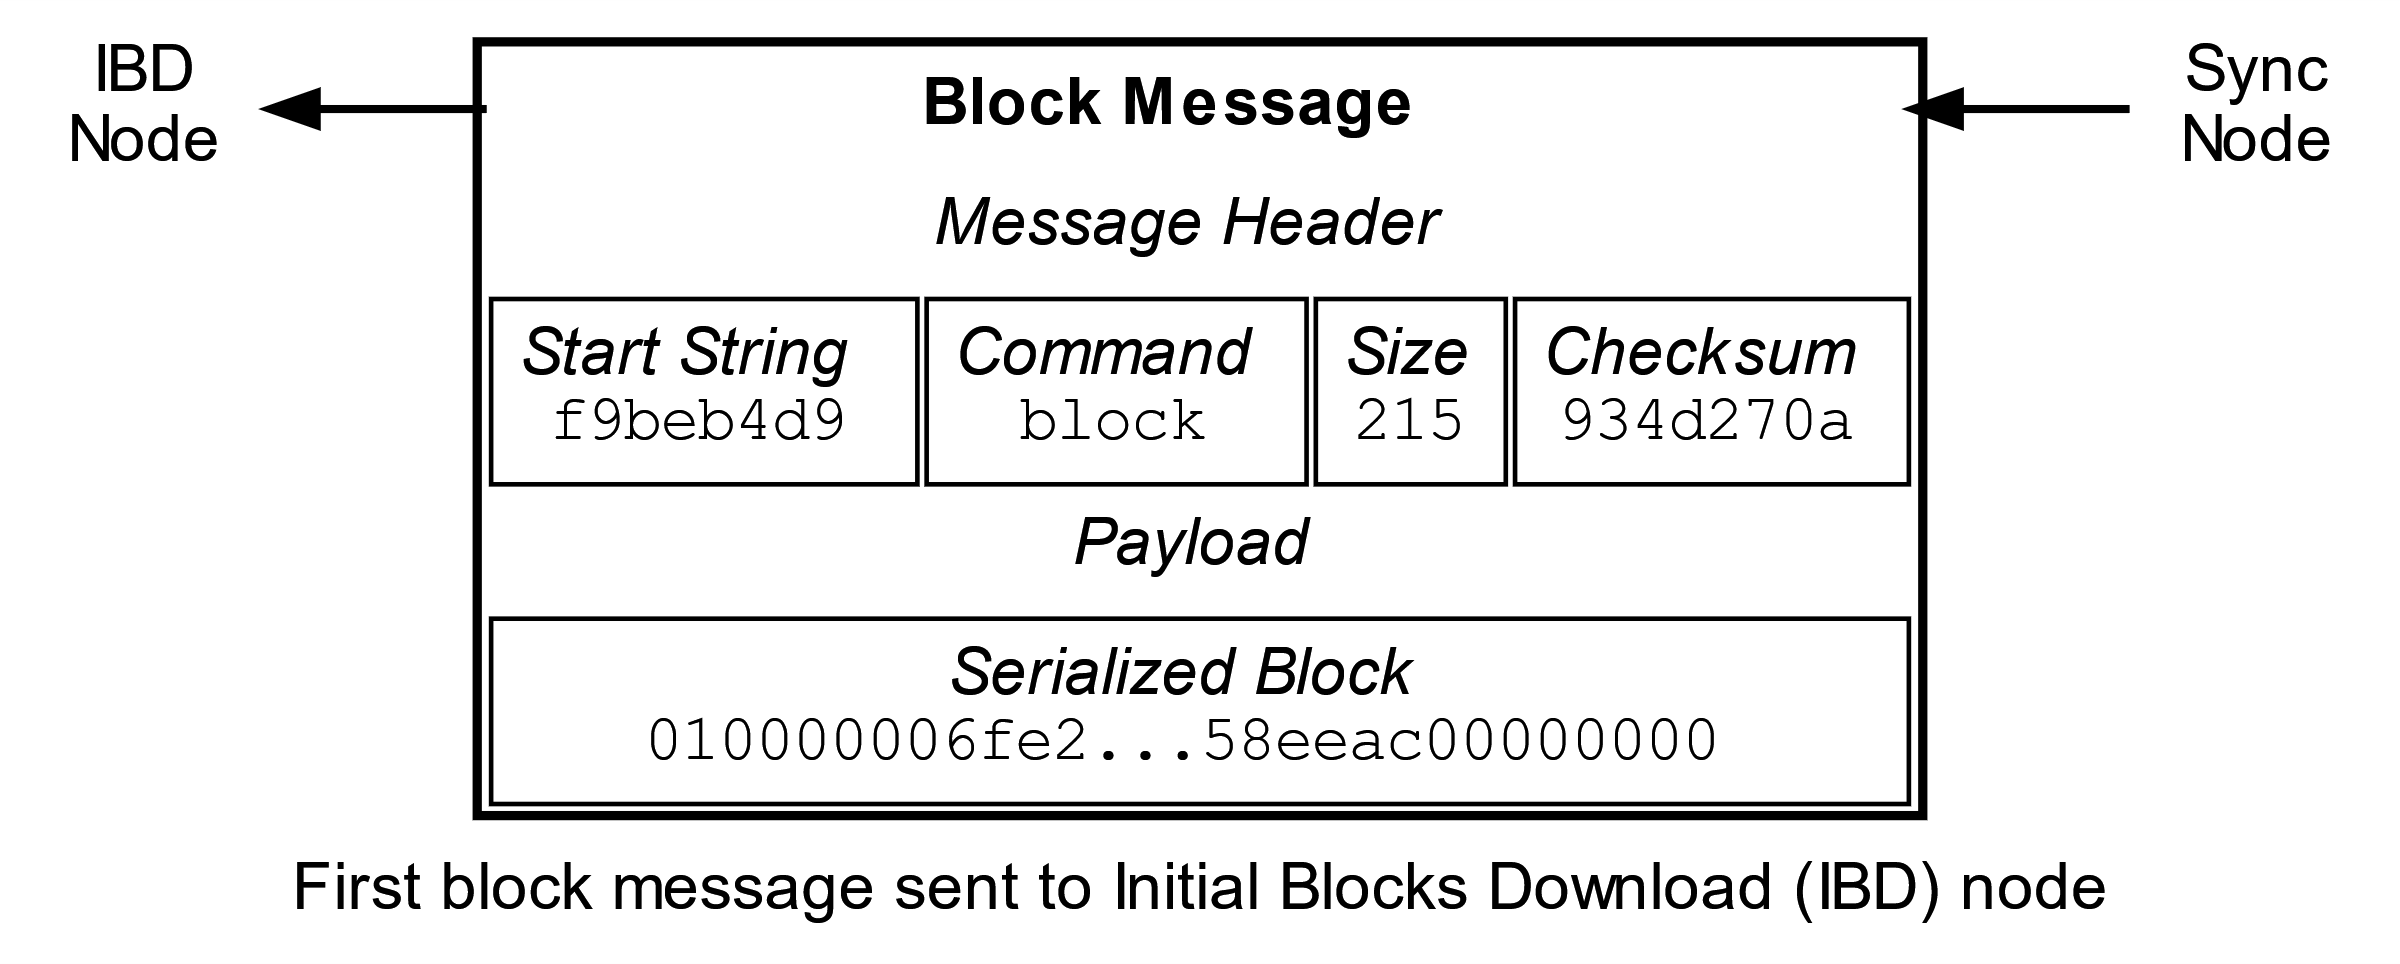 IBD
Node
Block Message
Sync
Node
Message Header
Start String
f9beb4d9
Command
block
Size
215
Checksum
934d270a
Payload
Serialized Block
010000006fe2...58eeac00000000
First block message sent to Initial Blocks Download (IBD) node